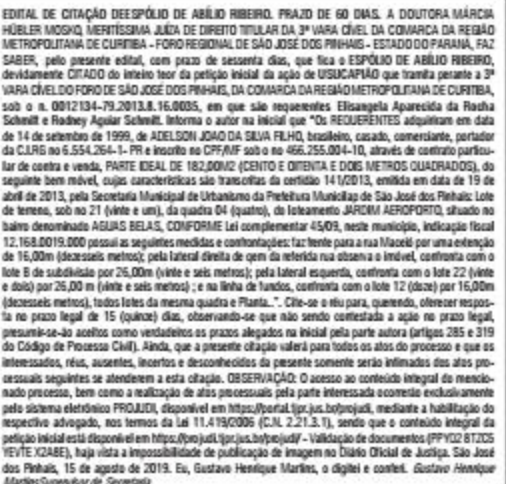 EDITAL DE CITAÇÃO DEESPÓLIO DE ABÍLIO RIBEIRO. PRAZO DE 60 DIAS. A DOUTORA MÁRCIA
HÜBLER MOSKO, MERITÍSSIMA JUÍZA DE DIREITO TITULAR DA 3ª VARA CÍVEL DA COMARCA DA REGIÃO
METROPOLITANA DE CURITIBA - FORO REGIONAL DE SÃO JOSÉ DOS PINHAIS - ESTADO DO PARANÁ, FAZ
SABER, pelo presente edital, com prazo de sessenta dias, que fica o ESPÓLIO DE ABÍLIO RIBEIRO,
devidamente CITADO do inteiro teor da petição inicial da ação de USUCAPIÃO que tramita perante a 3ª
VARA CÍVEL DO FORO DE SÃO JOSÉ DOS PINHAIS, DA COMARCA DA REGIÃO METROPOLITANA DE CURITIBA,
sob o n. 0012134-79.2013.8.16.0035, em que são requerentes Elisangela Aparecida da Rocha
Schmitt e Rodney Aguiar Schmitt. Informa o autor na inicial que "Os REQUERENTES adquiriram em data
de 14 de setembro de 1999, de ADELSON JOAO DA SILVA FILHO, brasileiro, casado, comerciante, portador
da C.I.RG no 6.554.264-1- PR e inscrito no CPF/MF sob o no 466.255.004-10, através de contrato particu-
lar de contra e venda, PARTE IDEAL DE 182,00M2 (CENTO E OITENTA E DOIS METROS QUADRADOS), do
seguinte bem móvel, cujas características são transcritas da certidão 141/2013, emitida em data de 19 de
abril de 2013, pela Secretaria Municipal de Urbanismo da Prefeitura Municilap de São José dos Pinhais: Lote
de terreno, sob no 21 (vinte e um), da quadra 04 (quatro), do loteamento JARDIM AEROPORTO, situado no
bairro denominado AGUAS BELAS, CONFORME Lei complementar 45/09, neste município, indicação fiscal
12.168.0019.000 possui as seguintes medidas e confrontações: faz frente para a rua Maceió por uma extenção
de 16,00m (dezesseis metros); pela lateral direita de qem da referida rua observa o imóvel, confronta com o
lote B de subdivisão por 26,00m (vinte e seis metros); pela lateral esquerda, confronta com o lote 22 (vinte
e dois) por 26,00 m (vinte e seis metros) ; e na linha de fundos, confronta com o lote 12 (doze) por 16,00m
(dezesseis metros), todos lotes da mesma quadra e Planta...". Cite-se o réu para, querendo, oferecer respos-
ta no prazo legal de 15 (quinze) dias, observando-se que não sendo contestada a ação no prazo legal,
presumir-se-ão aceitos como verdadeiros os prazos alegados na inicial pela parte autora (artigos 285 e 319
do Código de Processo Civil). Ainda, que a presente citação valerá para todos os atos do processo e que os
interessados, réus, ausentes, incertos e desconhecidos da presente somente serão intimados dos atos pro-
cessuais seguintes se atenderem a esta citação. OBSERVAÇÃO: O acesso ao conteúdo integral do mencio-
nado processo, bem como a realização de atos processuais pela parte interessada ocorrerão exclusivamente
pelo sistema eletrônico PROJUDI, disponível em https://portal.tjpr.jus.br/projudi, mediante a habilitação do
respectivo advogado, nos termos da Lei 11.419/2006 (C.N. 2.21.3.1), sendo que o conteúdo integral da
petição inicial está disponível em https://projudi.tjpr.jus.br/projudi/ - Validação de documentos (PPYD2 8TZC5
YEVTE X2ABE), haja vista a impossibilidade de publicação de imagem no Diário Oficial de Justiça. São José
dos Pinhais, 15 de agosto de 2019. Eu, Gustavo Henrique Martins, o digitei e conferi. Gustavo Henrique
Martins Supervisor de Secretaria